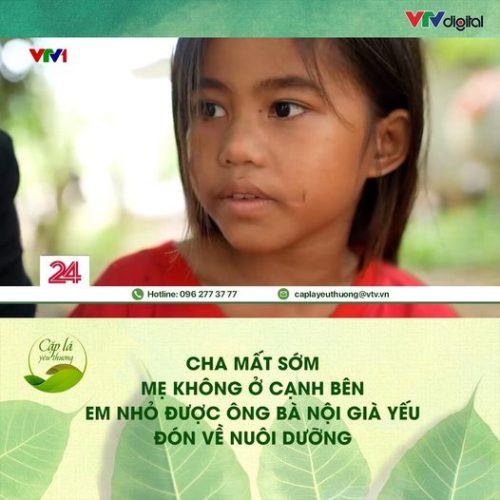 VTV digital
VTV1
24
Hotline: 096 277 37 77
caplayeuthuong@vtv.vn
Cặp lá
yêu thương
CHA MẤT SỚM
MẸ KHÔNG Ở CẠNH BÊN
EM NHỎ ĐƯỢC ÔNG BÀ NỘI GIÀ YẾU
ĐÓN VỀ NUÔI DƯỠNG